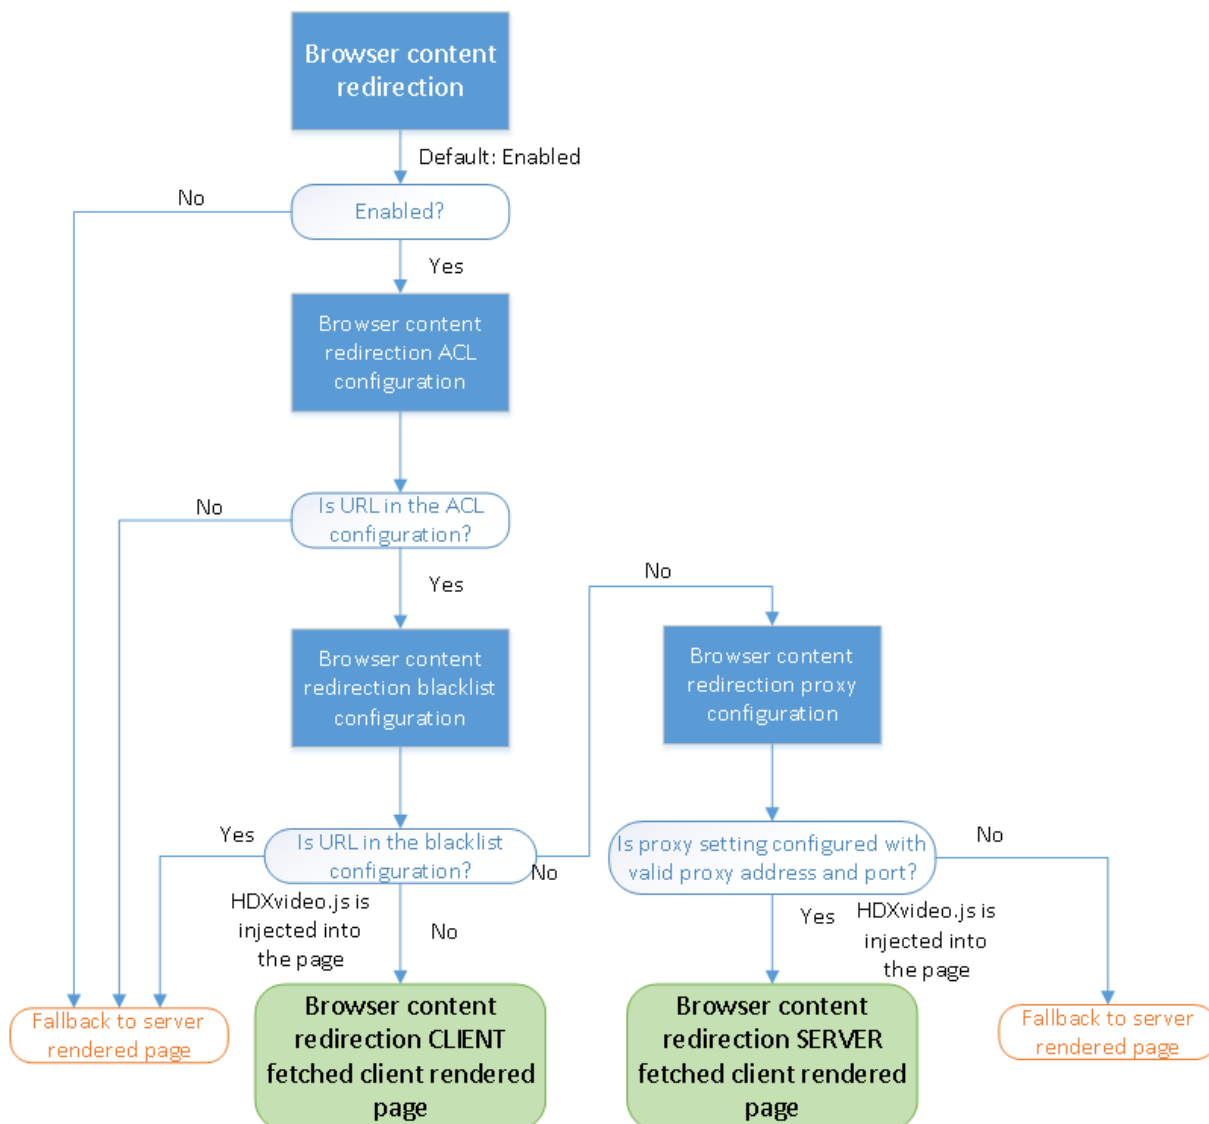 Browser content
redirection
Default: Enabled
No
Enabled?
Yes
Browser content
redirection ACL
configuration
No
Is URL in the ACL
configuration?
Yes
No
Browser content
redirection blacklist
configuration
Browser content
redirection proxy
configuration
Yes
Is URL in the blacklist
configuration?
No
Is proxy setting configured with
valid proxy address and port?
No
HDXvideo.js is
injected into
the page
No
Yes
HDXvideo.js is
injected into
the page
Fallback to server
rendered page
Browser content
redirection CLIENT
fetched client rendered
page
Browser content
redirection SERVER
fetched client rendered
page
Fallback to server
rendered page